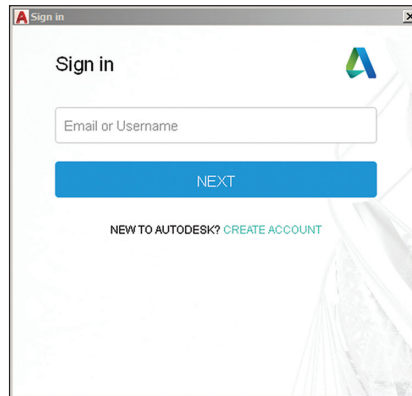 Sign in
Sign in
Email or Username
NEXT
NEW TO AUTODESK? CREATE ACCOUNT